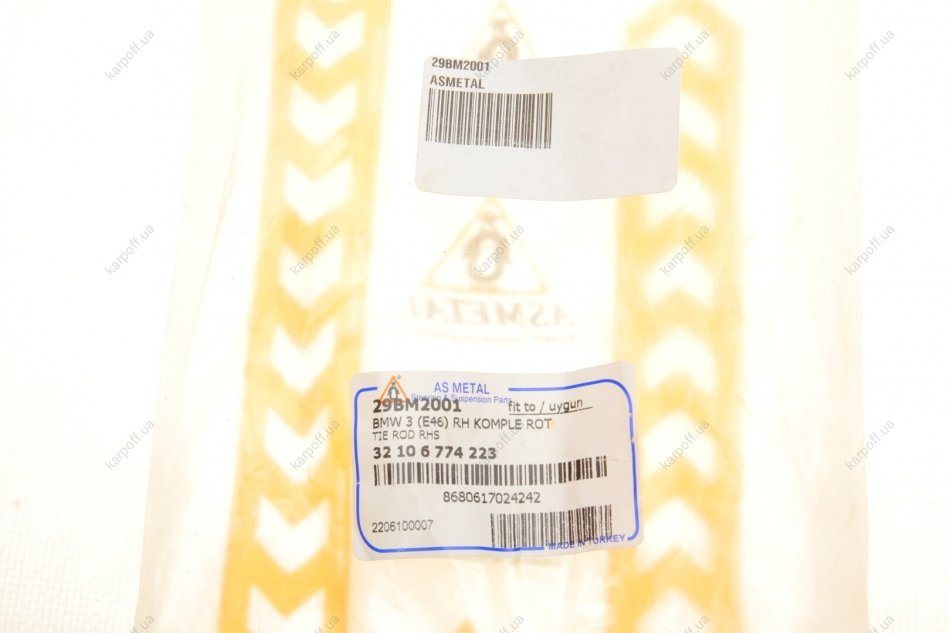 29BM2001
ASMETAL
ASMETAL
AS METAL
Steering & Suspension Parts
29BM2001 fit to / uygun
BMW 3 (E46) RH KOMPLE ROT
TIE ROD RHS
32 10 6 774 223
8680617024242
2206100007
MADE IN TURKEY
karpoff.ua